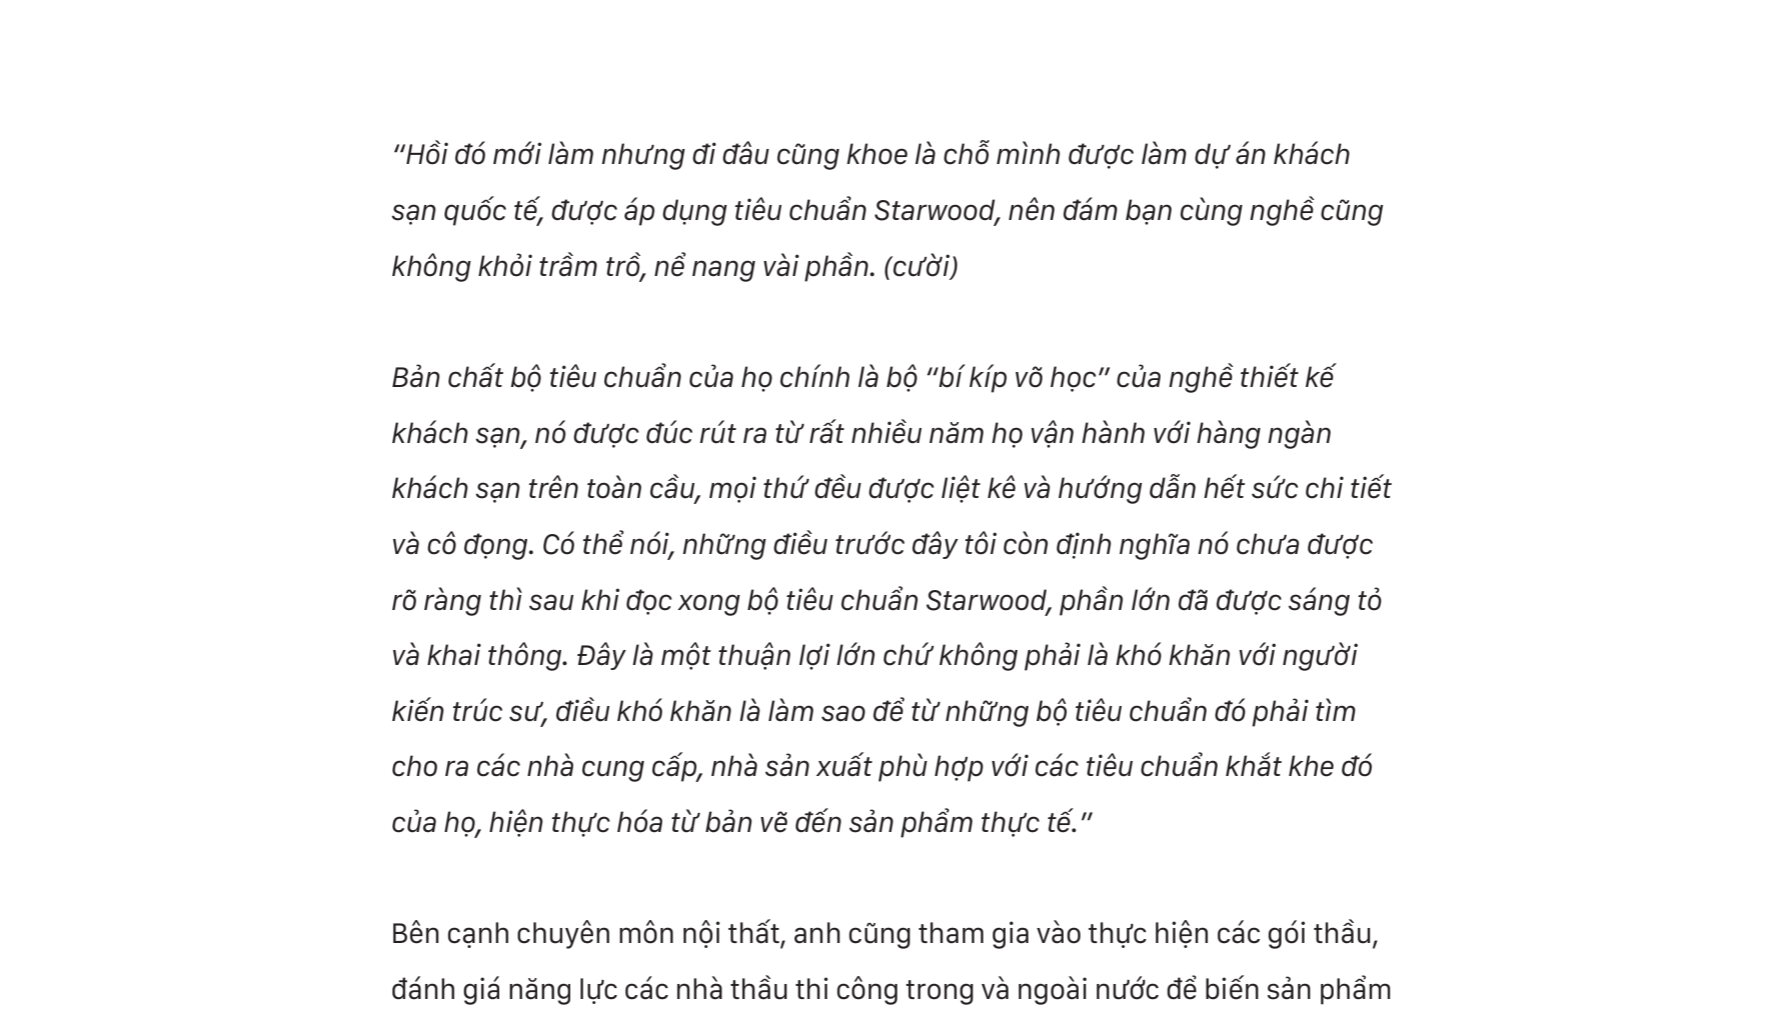 “Hồi đó mới làm nhưng đi đâu cũng khoe là chỗ mình được làm dự án khách
sạn quốc tế, được áp dụng tiêu chuẩn Starwood, nên đám bạn cùng nghề cũng
không khỏi trầm trồ, nể nang vài phần. (cười)
Bản chất bộ tiêu chuẩn của họ chính là bộ “bí kíp võ học” của nghề thiết kế
khách sạn, nó được đúc rút ra từ rất nhiều năm họ vận hành với hàng ngàn
khách sạn trên toàn cầu, mọi thứ đều được liệt kê và hướng dẫn hết sức chi tiết
và cô đọng. Có thể nói, những điều trước đây tôi còn định nghĩa nó chưa được
rõ ràng thì sau khi đọc xong bộ tiêu chuẩn Starwood, phần lớn đã được sáng tỏ
và khai thông. Đây là một thuận lợi lớn chứ không phải là khó khăn với người
kiến trúc sư, điều khó khăn là làm sao để từ những bộ tiêu chuẩn đó phải tìm
cho ra các nhà cung cấp, nhà sản xuất phù hợp với các tiêu chuẩn khắt khe đó
của họ, hiện thực hóa từ bản vẽ đến sản phẩm thực tế.”
Bên cạnh chuyên môn nội thất, anh cũng tham gia vào thực hiện các gói thầu,
đánh giá năng lực các nhà thầu thi công trong và ngoài nước để biến sản phẩm